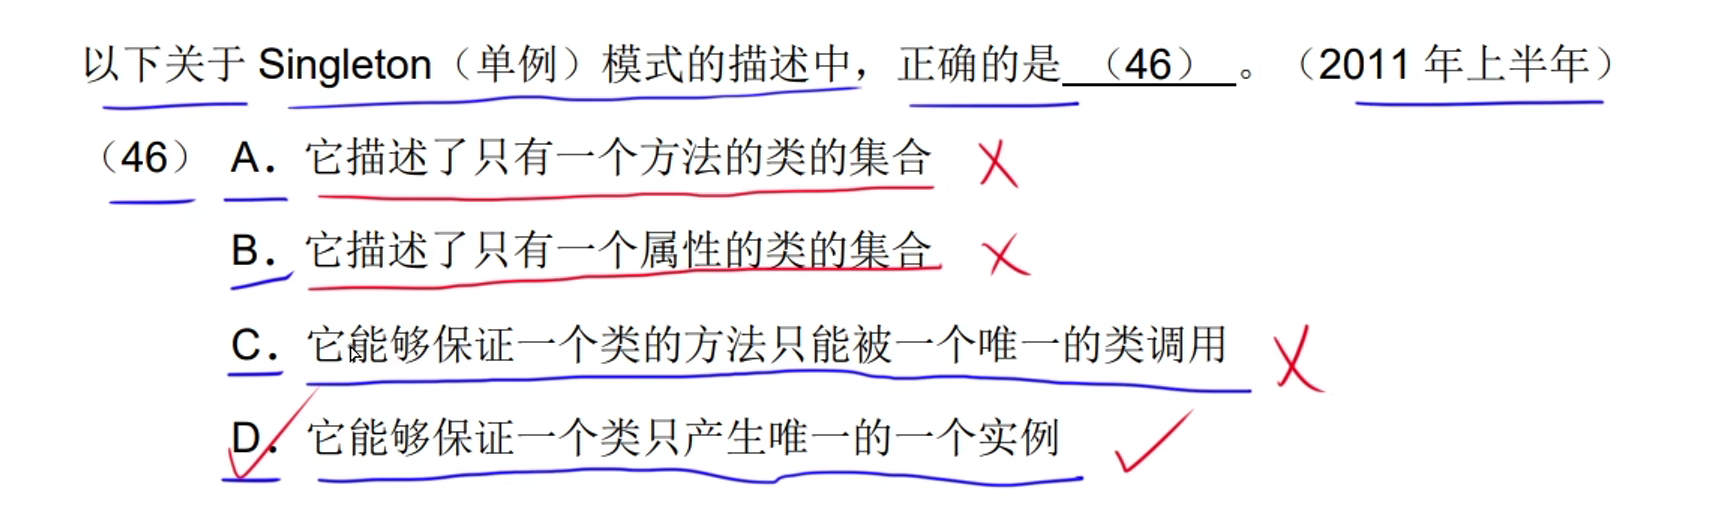 以下关于 Singleton（单例）模式的描述中，正确的是 （46） 。（2011 年上半年）
（46） A．它描述了只有一个方法的类的集合
B．它描述了只有一个属性的类的集合
C．它能够保证一个类的方法只能被一个唯一的类调用
D．它能够保证一个类只产生唯一的一个实例